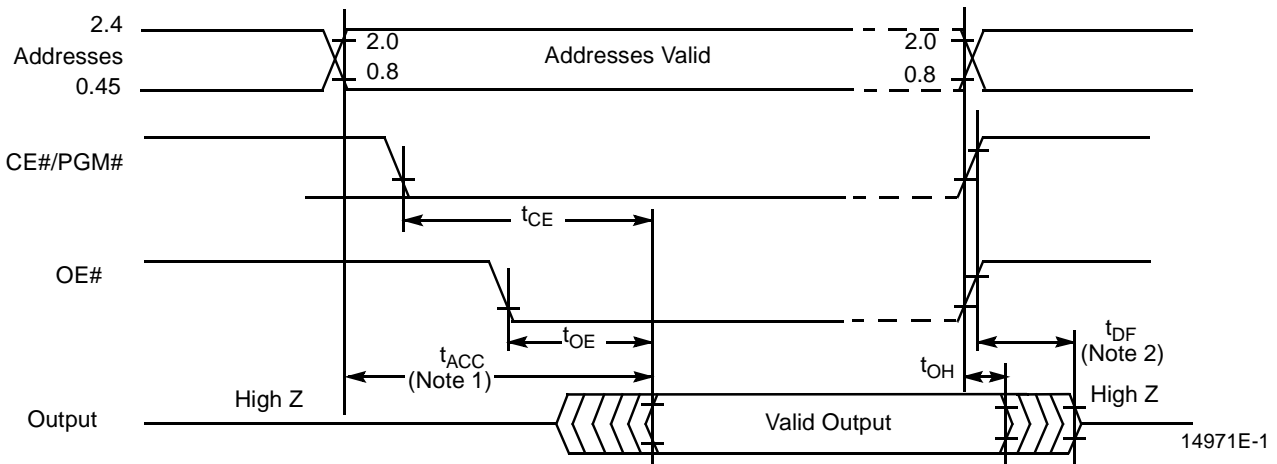 2.4
Addresses
0.45
2.0
0.8
Addresses Valid
2.0
0.8
CE#/PGM#
tCE
OE#
tOE
tACC
(Note 1)
tOH
tDF
(Note 2)
High Z
High Z
Output
Valid Output
14971E-1